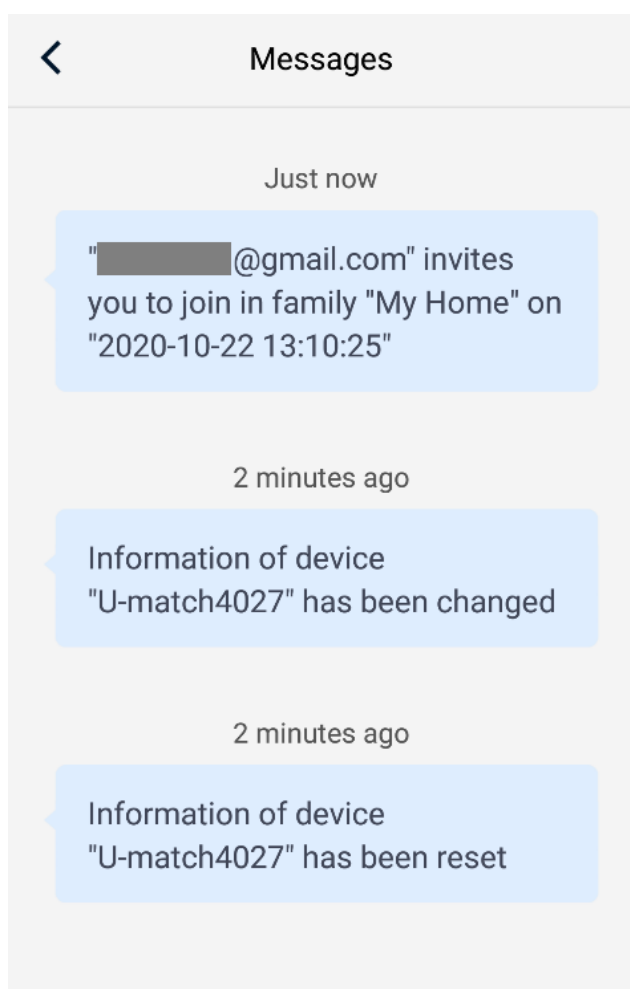 Messages
Just now
"@gmail.com" invites
you to join in family "My Home" on
"2020-10-22 13:10:25"
2 minutes ago
Information of device
"U-match4027" has been changed
2 minutes ago
Information of device
"U-match4027" has been reset